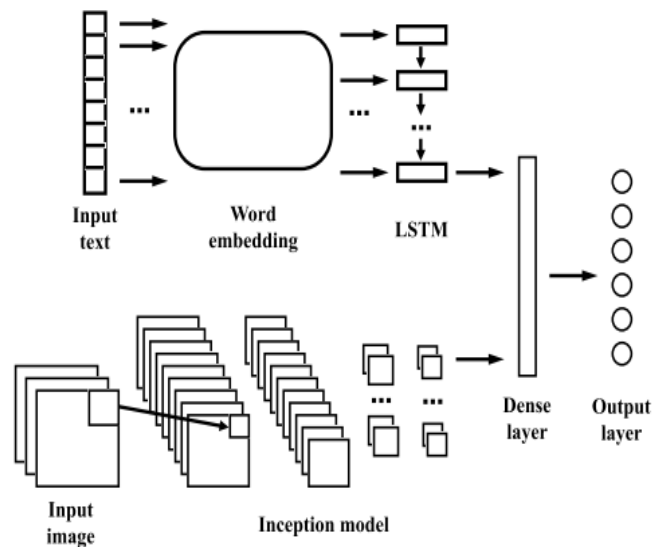 Input
text
Word
embedding
LSTM
Dense
layer
Output
layer
Input
image
Inception model